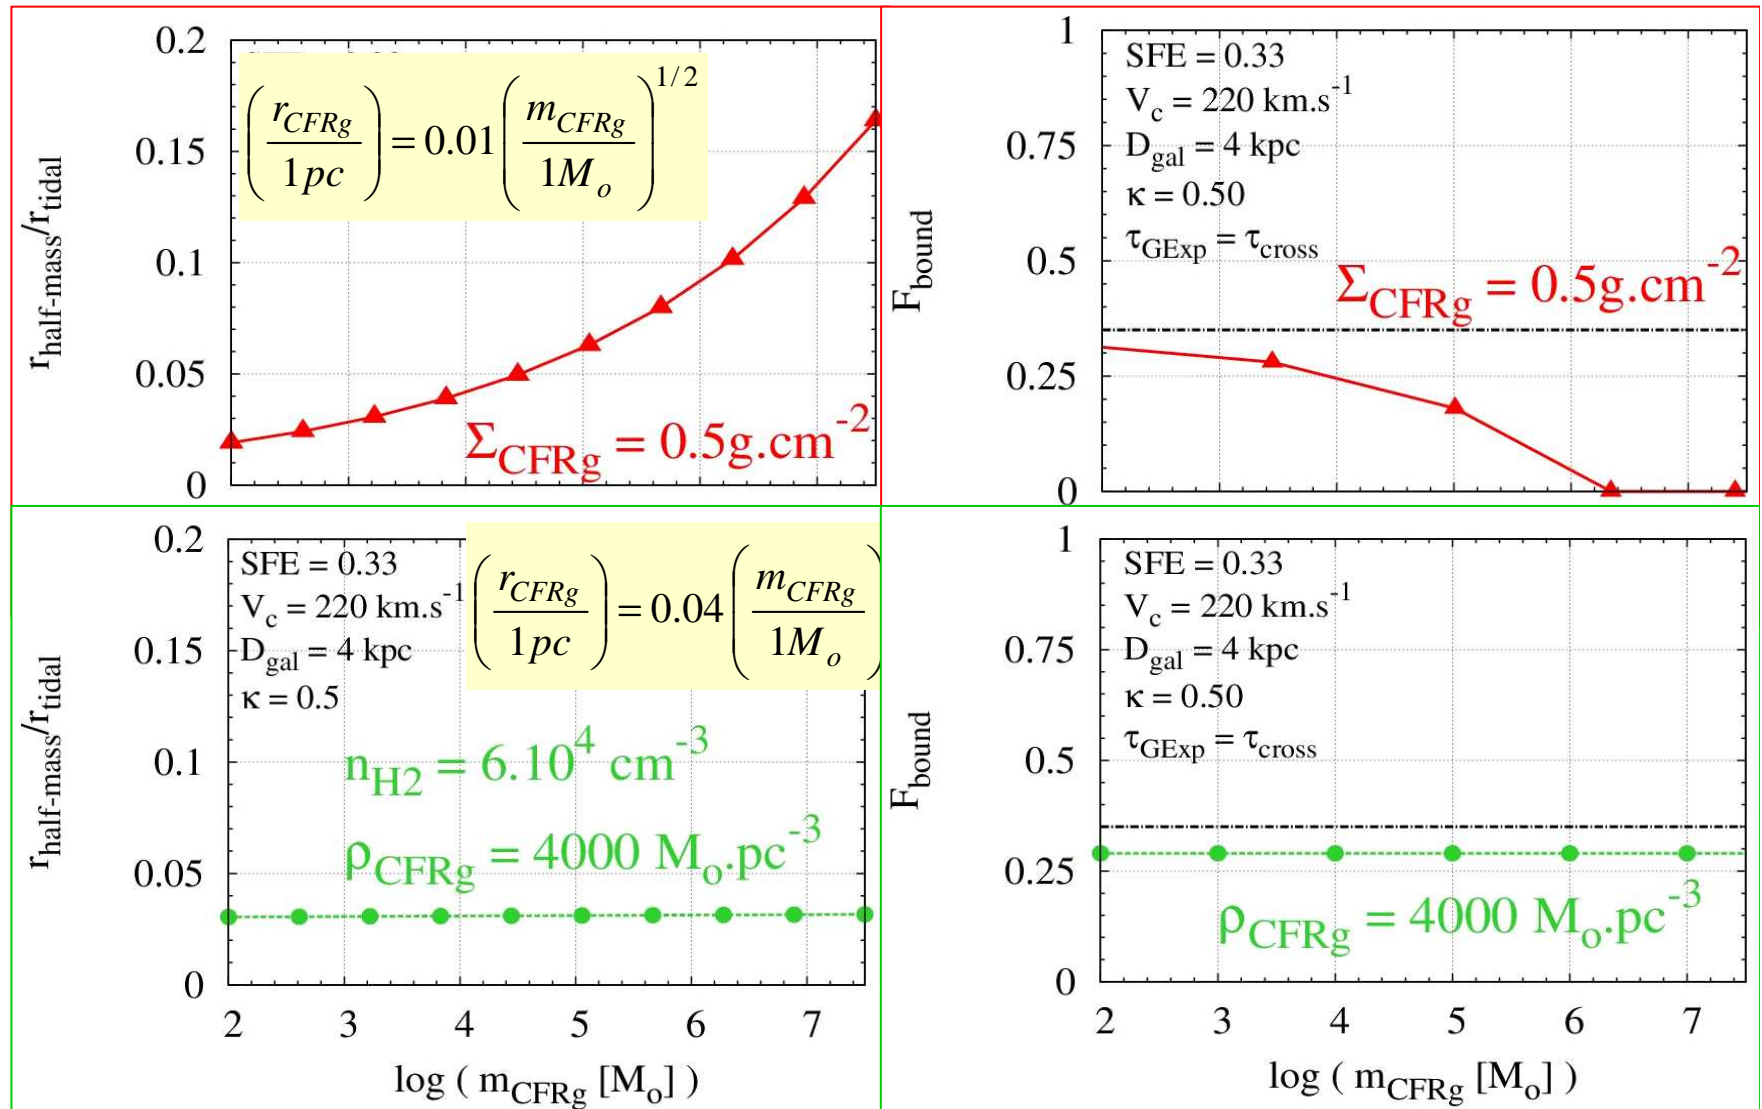 0.2
0.15
0.1
0.05
0
r_half-mass/r_tidal
(r_CFRg / 1pc) = 0.01 (m_CFRg / 1M_o)^1/2
Σ_CFRg = 0.5g.cm^-2
1
0.75
0.5
0.25
0
F_bound
SFE = 0.33
V_c = 220 km.s^-1
D_gal = 4 kpc
κ = 0.50
τ_GExp = τ_cross
Σ_CFRg = 0.5g.cm^-2
0.2
0.15
0.1
0.05
0
r_half-mass/r_tidal
SFE = 0.33
V_c = 220 km.s^-1
D_gal = 4 kpc
κ = 0.5
(r_CFRg / 1pc) = 0.04 (m_CFRg / 1M_o)
n_H2 = 6.10^4 cm^-3
ρ_CFRg = 4000 M_o.pc^-3
2 3 4 5 6 7
log ( m_CFRg [M_o] )
1
0.75
0.5
0.25
0
F_bound
SFE = 0.33
V_c = 220 km.s^-1
D_gal = 4 kpc
κ = 0.50
τ_GExp = τ_cross
ρ_CFRg = 4000 M_o.pc^-3
2 3 4 5 6 7
log ( m_CFRg [M_o] )